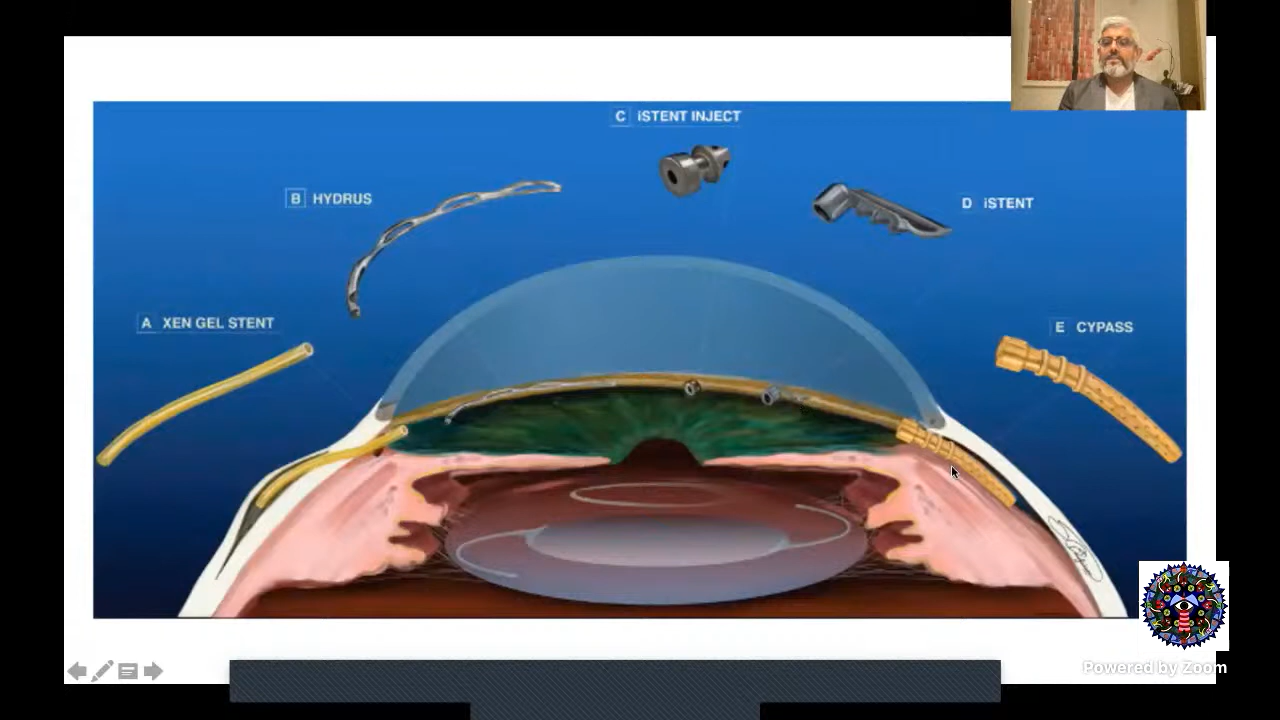 C iSTENT INJECT
B HYDRUS
D iSTENT
A XEN GEL STENT
E CYPASS
Powered by Zoom